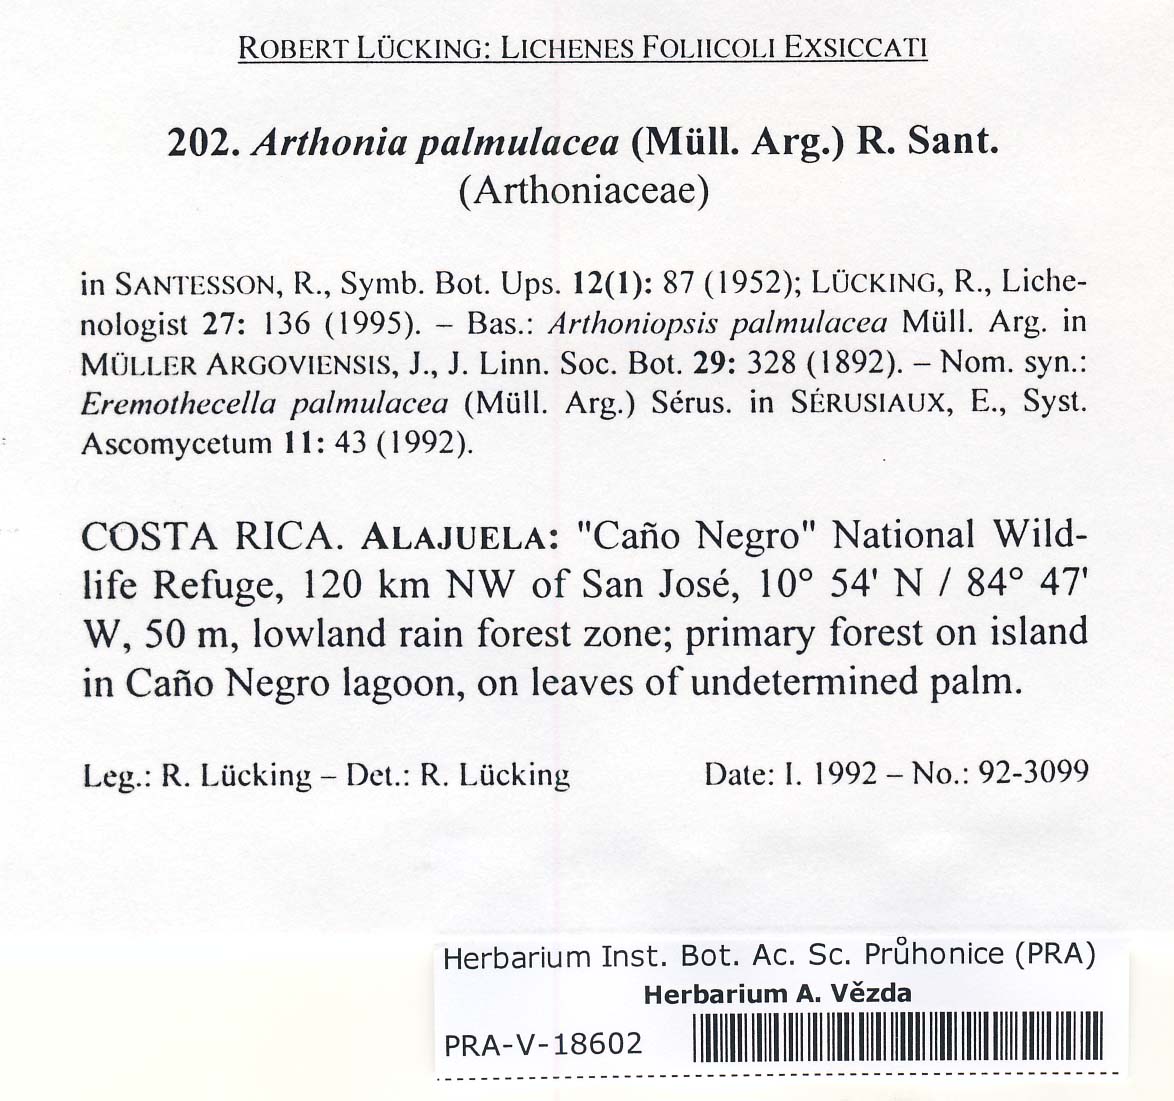 ROBERT LÜCKING: LICHENES FOLIICOLI EXSICCATI
202. Arthonia palmulacea (Müll. Arg.) R. Sant.
(Arthoniaceae)
in SANTESSON, R., Symb. Bot. Ups. 12(1): 87 (1952); LÜCKING, R., Liche-
nologist 27: 136 (1995). – Bas.: Arthoniopsis palmulacea Müll. Arg. in
MÜLLER ARGOVIENSIS, J., J. Linn. Soc. Bot. 29: 328 (1892). – Nom. syn.:
Eremothecella palmulacea (Müll. Arg.) Sérus. in SÉRUSIAUX, E., Syst.
Ascomycetum 11: 43 (1992).
COSTA RICA. ALAJUELA: "Caño Negro" National Wild-
life Refuge, 120 km NW of San José, 10° 54' N / 84° 47'
W, 50 m, lowland rain forest zone; primary forest on island
in Caño Negro lagoon, on leaves of undetermined palm.
Leg.: R. Lücking – Det.: R. Lücking Date: I. 1992 – No.: 92-3099
Herbarium Inst. Bot. Ac. Sc. Průhonice (PRA)
Herbarium A. Vězda
PRA-V-18602